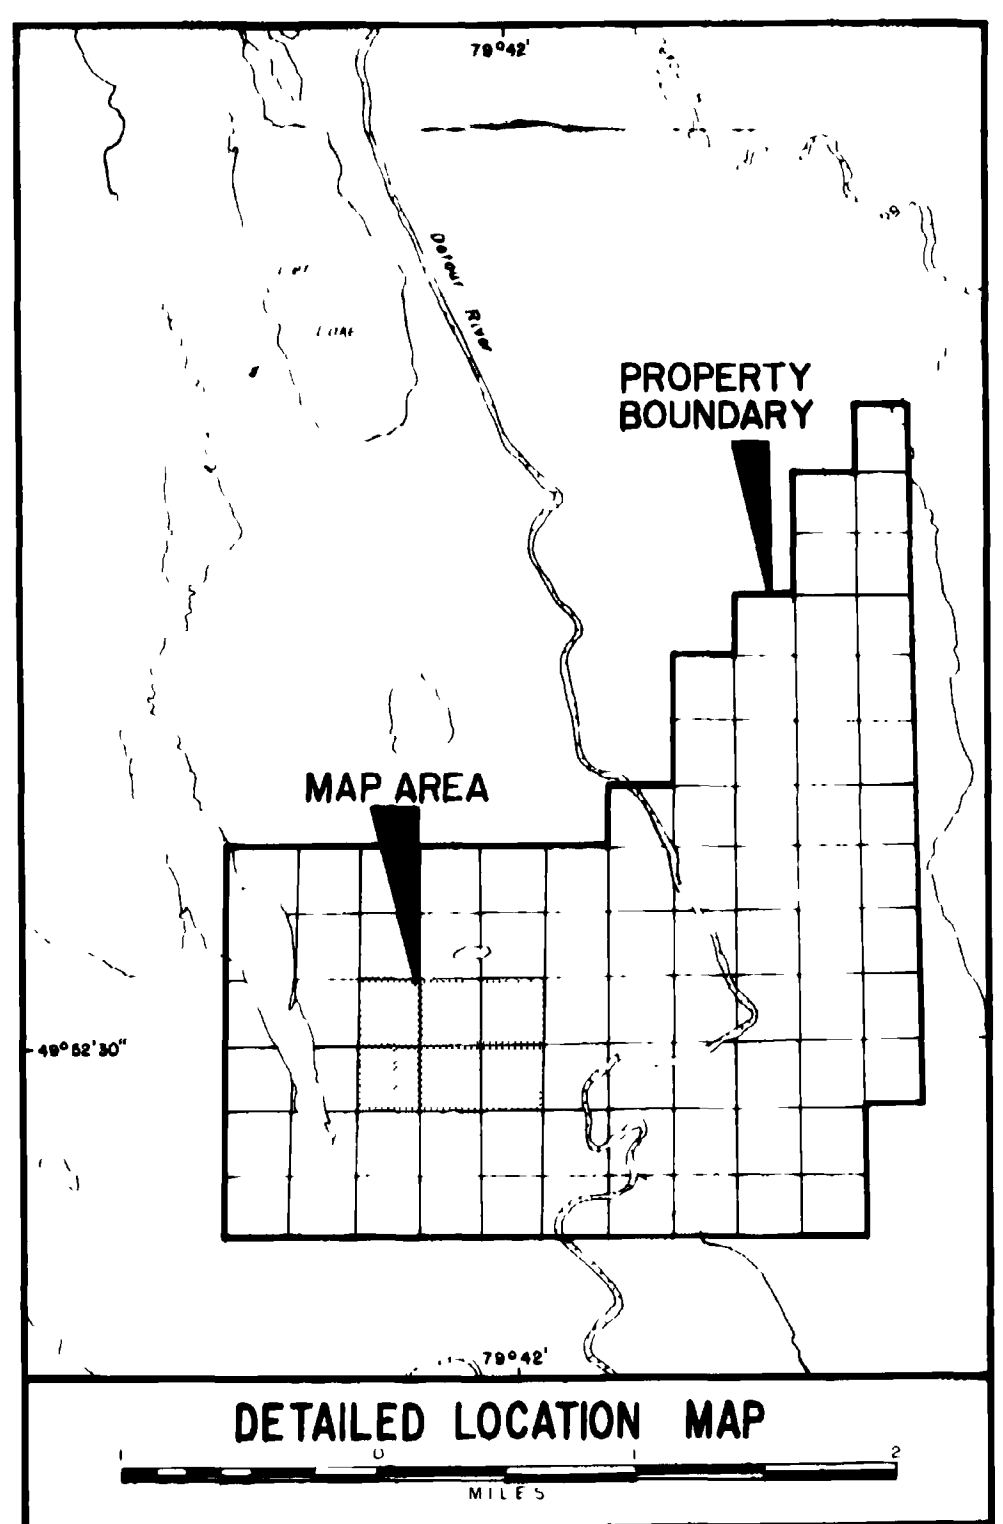 79°42'
Detour River
LAKE
PROPERTY
BOUNDARY
MAP AREA
49°52'30"
79°42'
DETAILED LOCATION MAP
1 0 1 2
MILES